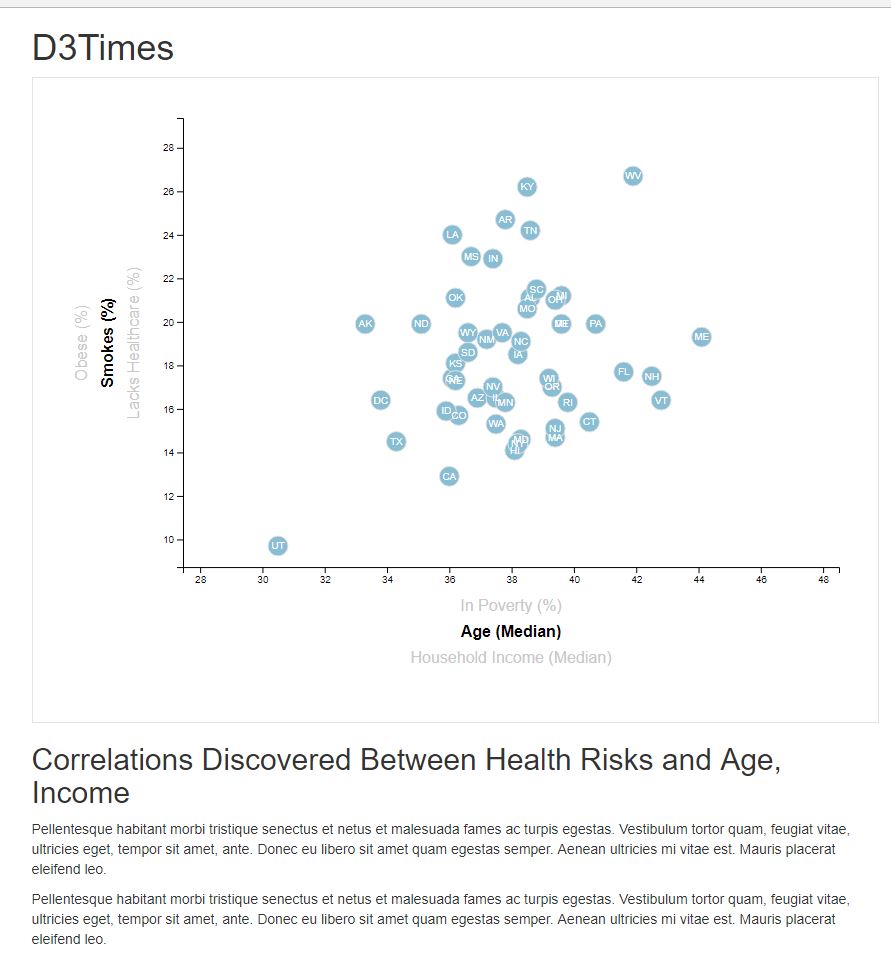 D3Times
28
26
24
22
20
18
16
14
12
10
Obese (%)
Smokes (%)
Lacks Healthcare (%)
WV
KY
AR
TN
LA
MS IN
SC
OK
MO
AK ND PA
WY VA
NM NC
ME
SD IA
KS
FL NH
WI
NV OR
DC AZ MN RI VT
ID CO
WA CT
NJ
MA
TX
CA
UT
28 30 32 34 36 38 40 42 44 46 48
In Poverty (%)
Age (Median)
Household Income (Median)
Correlations Discovered Between Health Risks and Age,
Income
Pellentesque habitant morbi tristique senectus et netus et malesuada fames ac turpis egestas. Vestibulum tortor quam, feugiat vitae,
ultricies eget, tempor sit amet, ante. Donec eu libero sit amet quam egestas semper. Aenean ultricies mi vitae est. Mauris placerat
eleifend leo.
Pellentesque habitant morbi tristique senectus et netus et malesuada fames ac turpis egestas. Vestibulum tortor quam, feugiat vitae,
ultricies eget, tempor sit amet, ante. Donec eu libero sit amet quam egestas semper. Aenean ultricies mi vitae est. Mauris placerat
eleifend leo.